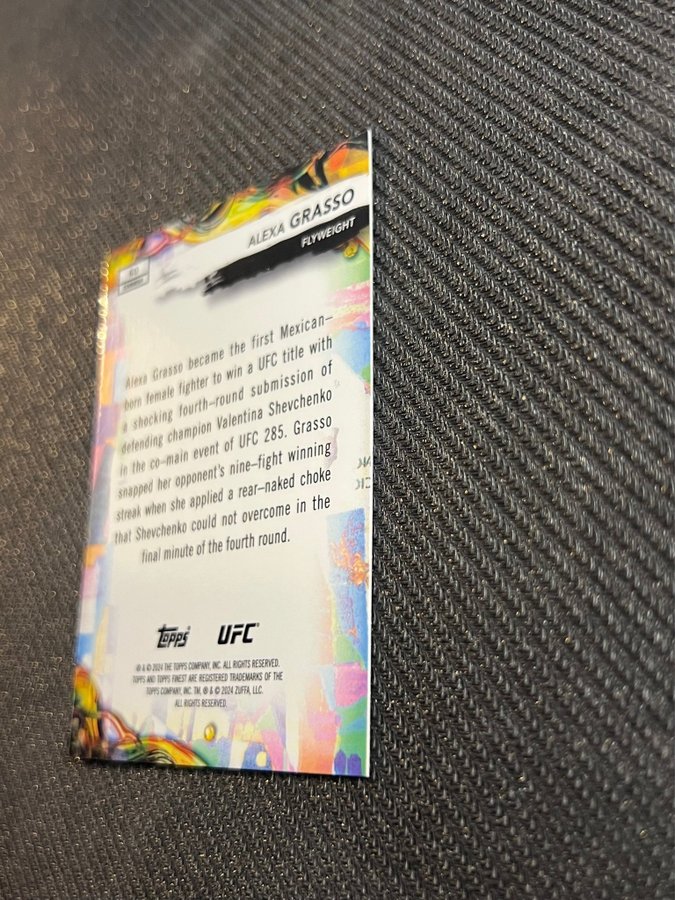 ALEXA GRASSO
FLYWEIGHT
Alexa Grasso became the first Mexican-
born female fighter to win a UFC title with
a shocking fourth-round submission of
defending champion Valentina Shevchenko
in the co-main event of UFC 285. Grasso
snapped her opponent's nine-fight winning
streak when she applied a rear-naked choke
that Shevchenko could not overcome in the
final minute of the fourth round.
Topps UFC
® & © 2024 THE TOPPS COMPANY, INC. ALL RIGHTS RESERVED.
TOPPS AND TOPPS FINEST ARE REGISTERED TRADEMARKS OF THE
TOPPS COMPANY, INC. TM, ® & © 2024 ZUFFA, LLC.
ALL RIGHTS RESERVED.